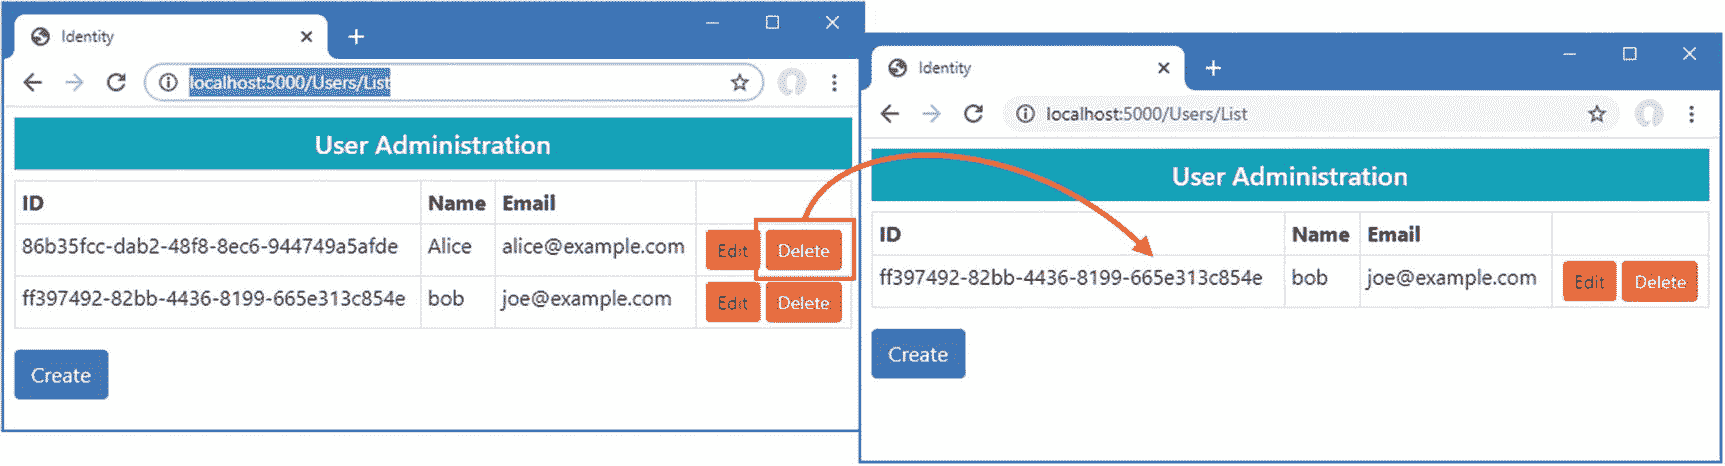 Identity
localhost:5000/Users/List
User Administration
ID Name Email
86b35fcc-dab2-48f8-8ec6-944749a5afde Alice alice@example.com Edit Delete
ff397492-82bb-4436-8199-665e313c854e bob joe@example.com Edit Delete
Create
Identity
localhost:5000/Users/List
User Administration
ID Name Email
ff397492-82bb-4436-8199-665e313c854e bob joe@example.com Edit Delete
Create